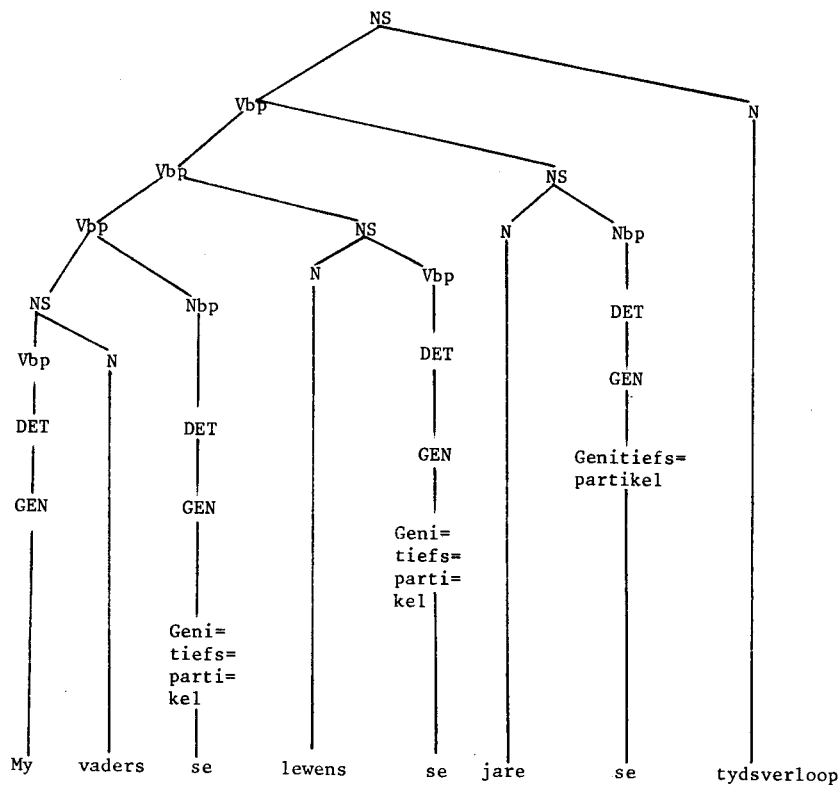 NS
Vbp N
Vbp NS
Vbp NS N Nbp
N Vbp
NS Nbp DET
Vbp N DET GEN
DET DET GEN Genitiefs=
partikel
GEN GEN Geni=
tiefs=
parti=
kel
Geni=
tiefs=
parti=
kel
My vaders se lewens se jare se tydsverloop